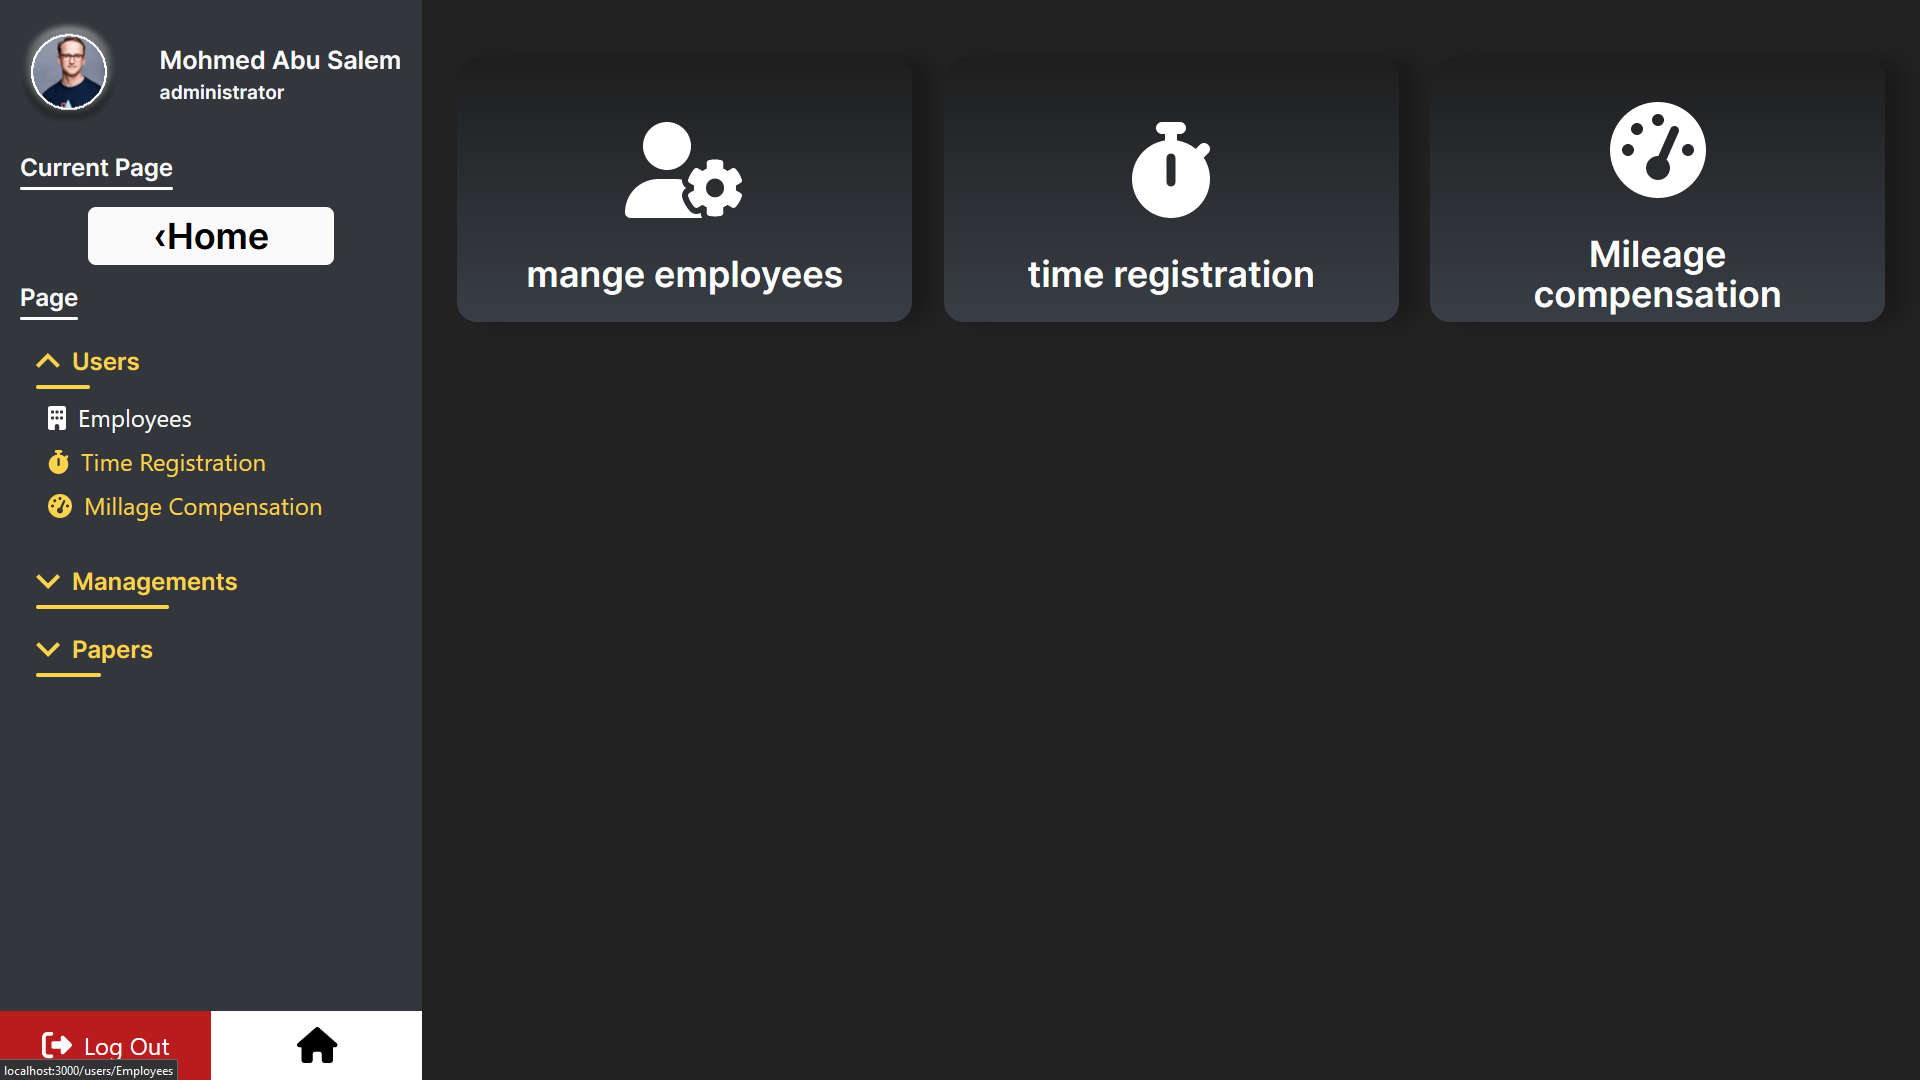 Mohmed Abu Salem
administrator
Current Page
‹Home
Page
Users
Employees
Time Registration
Millage Compensation
Managements
Papers
Log Out
localhost:3000/users/Employees
mange employees
time registration
Mileage
compensation